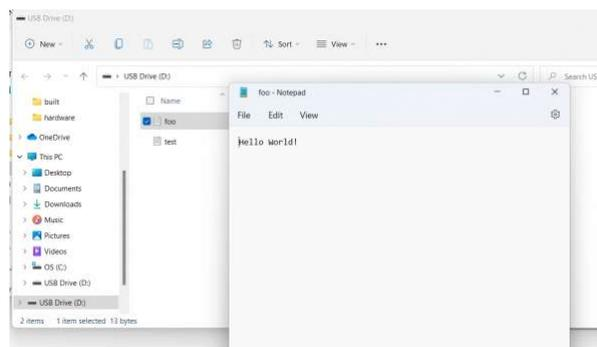 USB Drive (D:)
New
Sort
View
USB Drive (D:)
Search US
built
hardware
OneDrive
This PC
Desktop
Documents
Downloads
Music
Pictures
Videos
OS (C:)
USB Drive (D:)
USB Drive (D:)
Name
foo
test
2 items 1 item selected 13 bytes
foo - Notepad
File Edit View
Hello World!